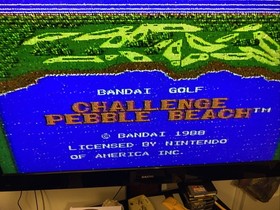 BANDAI GOLF
CHALLENGE
PEBBLE BEACH™
© BANDAI 1988
LICENSED BY NINTENDO
OF AMERICA INC.